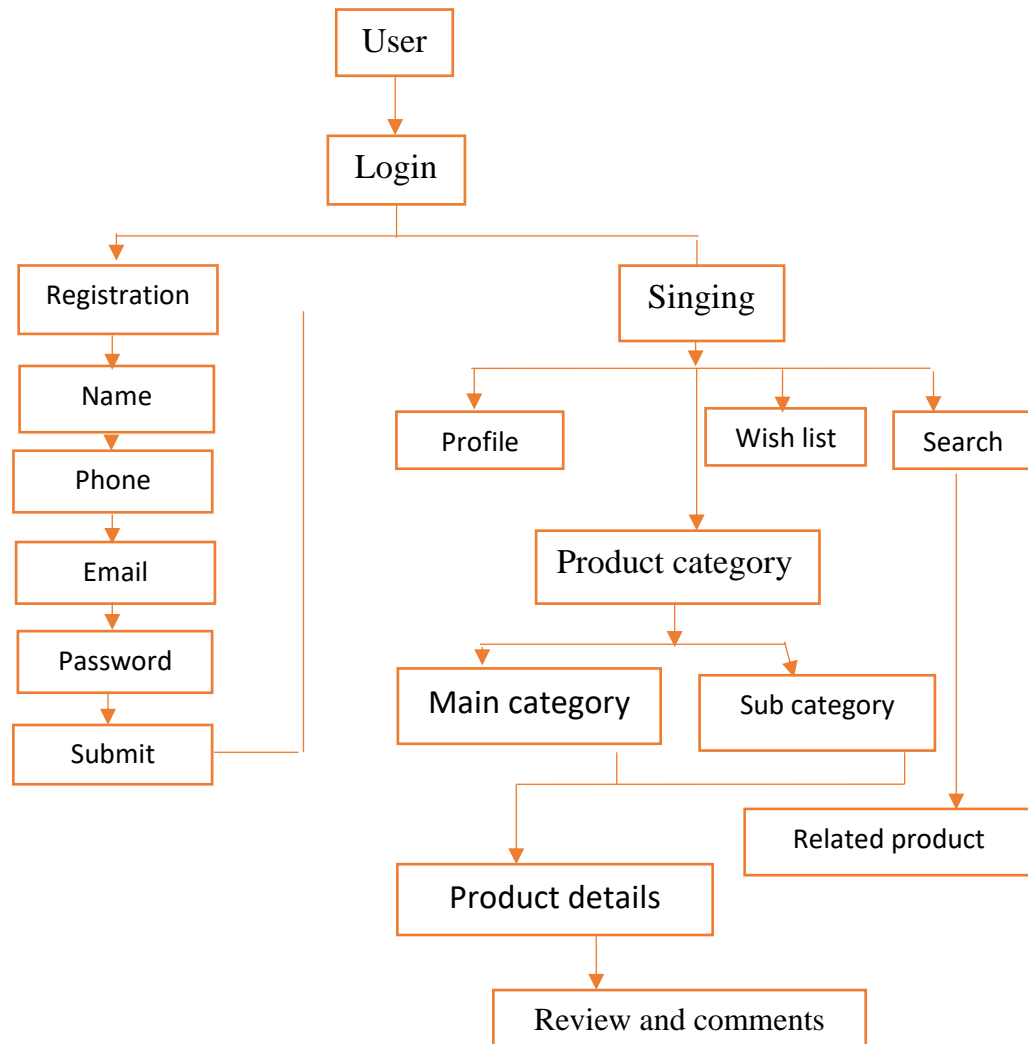 User
Login
Registration
Singing
Name
Phone
Email
Password
Submit
Profile
Wish list
Search
Product category
Main category
Sub category
Related product
Product details
Review and comments